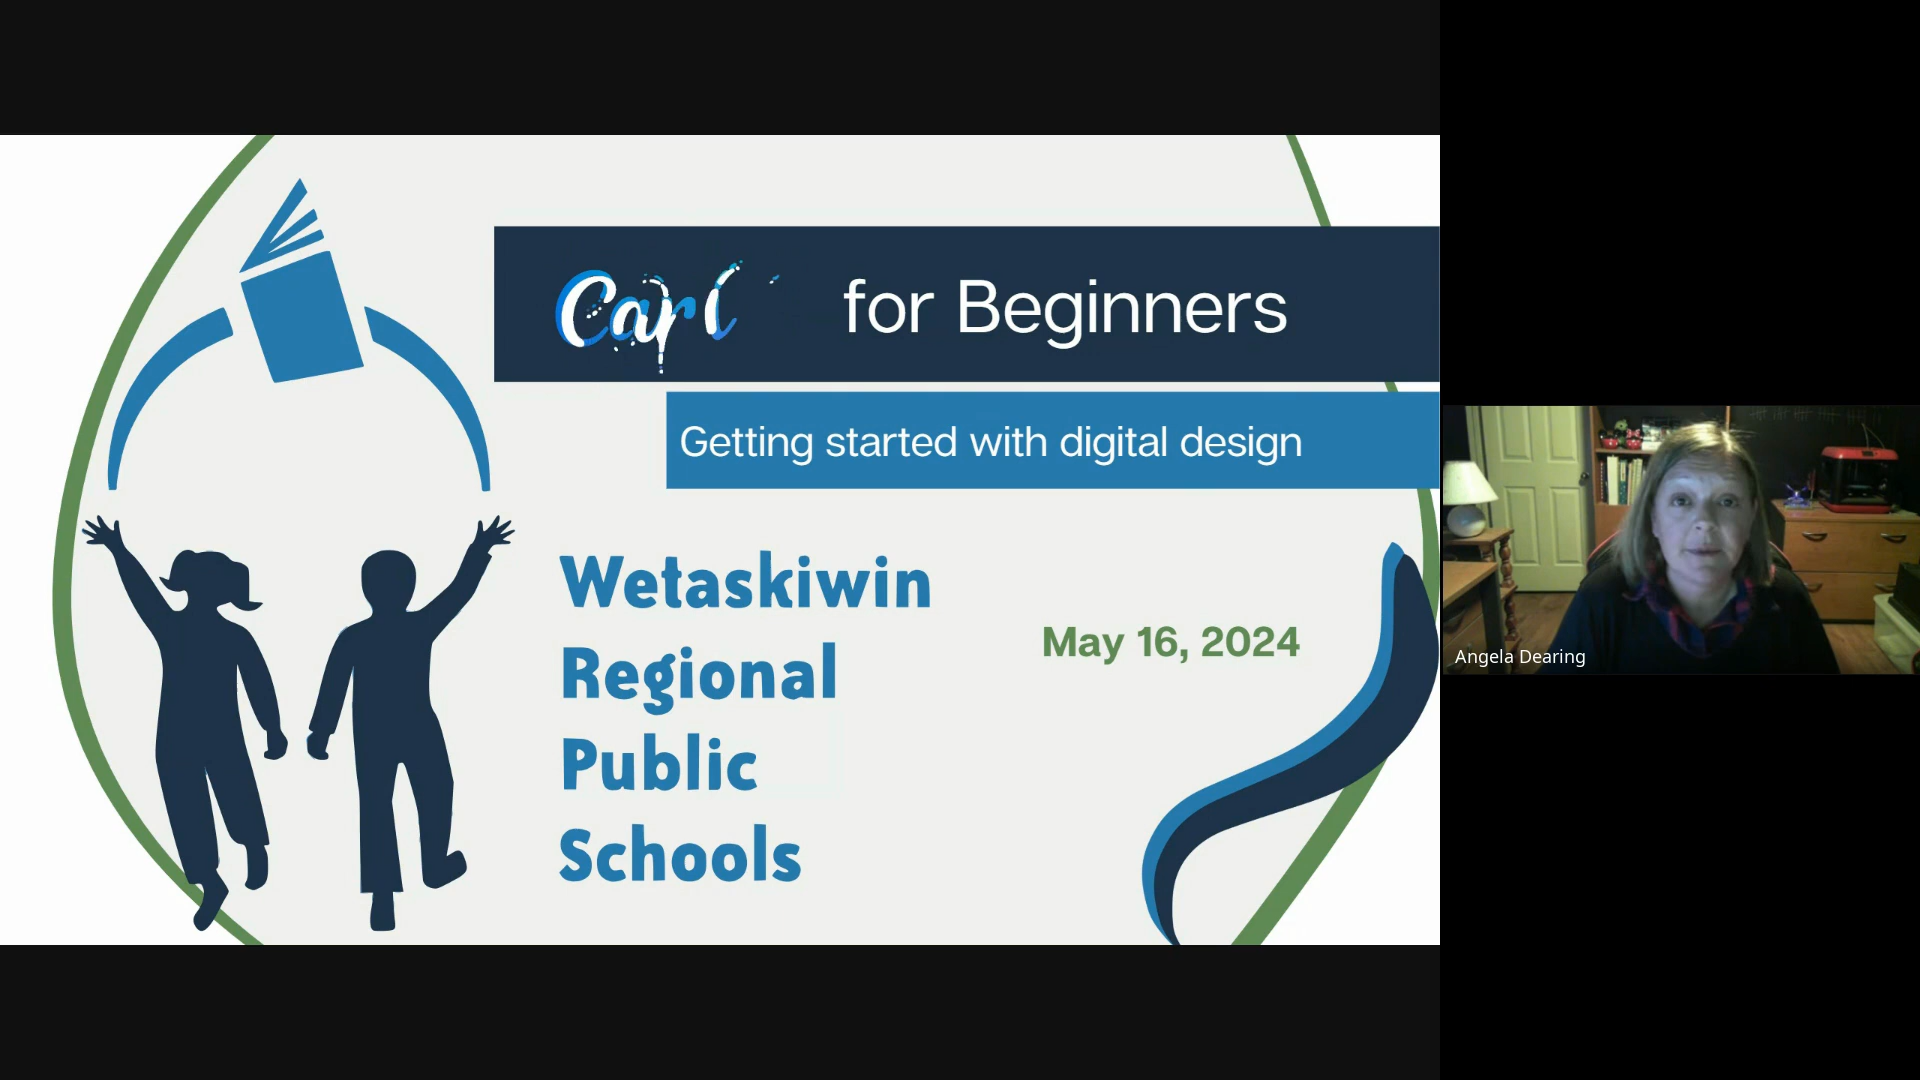 for Beginners
Getting started with digital design
Wetaskiwin
Regional
Public
Schools
May 16, 2024
Angela Dearing